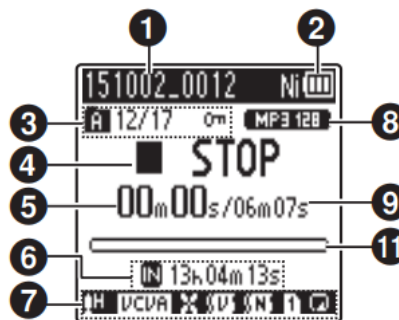 1 2
151002_0012 Ni
3 A 12/17 MP3 128 8
4 STOP
5 00m00s/06m07s 9
11
6 IN 13h04m13s
7 VCVA V N 1